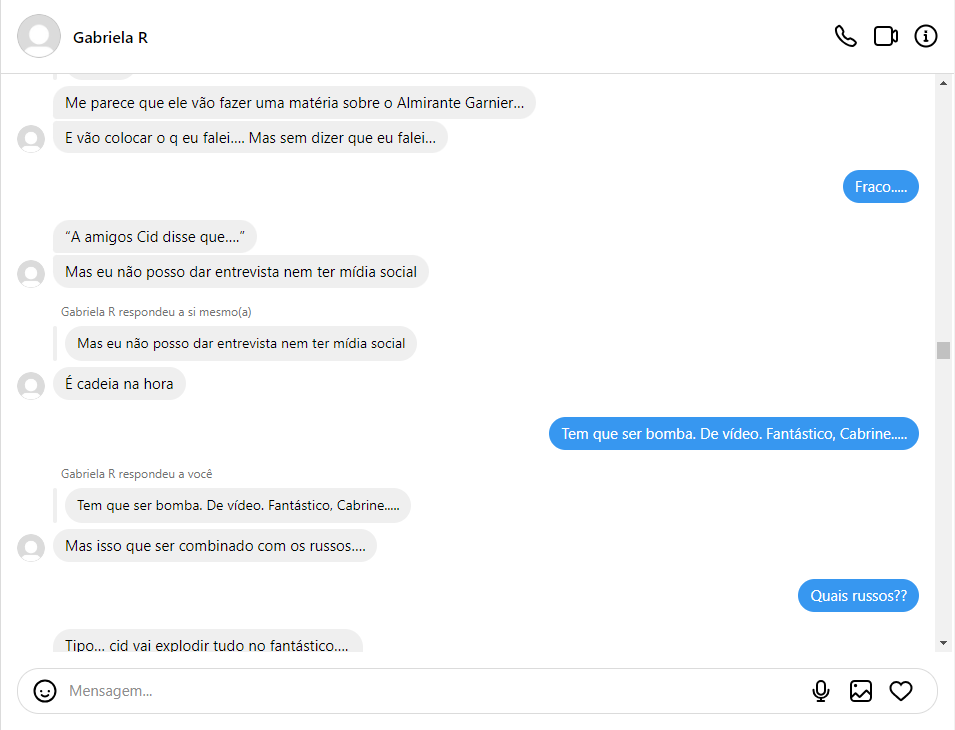 Gabriela R
Me parece que ele vão fazer uma matéria sobre o Almirante Garnier...
E vão colocar o q eu falei.... Mas sem dizer que eu falei...
Fraco.....
“A amigos Cid disse que....”
Mas eu não posso dar entrevista nem ter mídia social
Gabriela R respondeu a si mesmo(a)
Mas eu não posso dar entrevista nem ter mídia social
É cadeia na hora
Tem que ser bomba. De vídeo. Fantástico, Cabrine.....
Gabriela R respondeu a você
Tem que ser bomba. De vídeo. Fantástico, Cabrine.....
Mas isso que ser combinado com os russos....
Quais russos??
Tipo... cid vai explodir tudo no fantástico....
Mensagem...